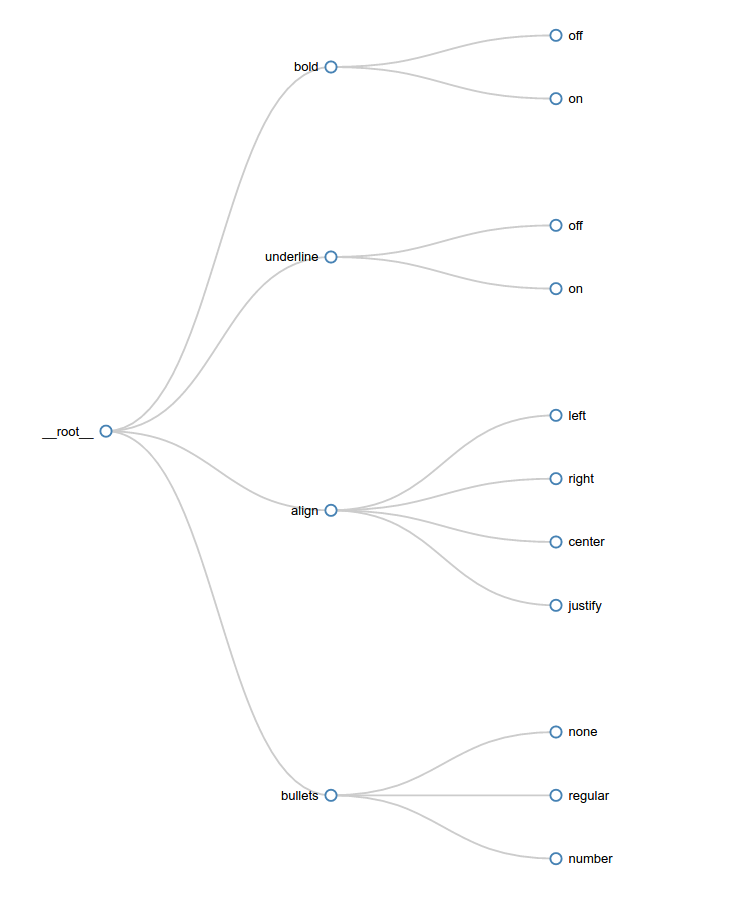 off
bold
on
off
underline
on
left
__root__
right
align
center
justify
none
bullets
regular
number